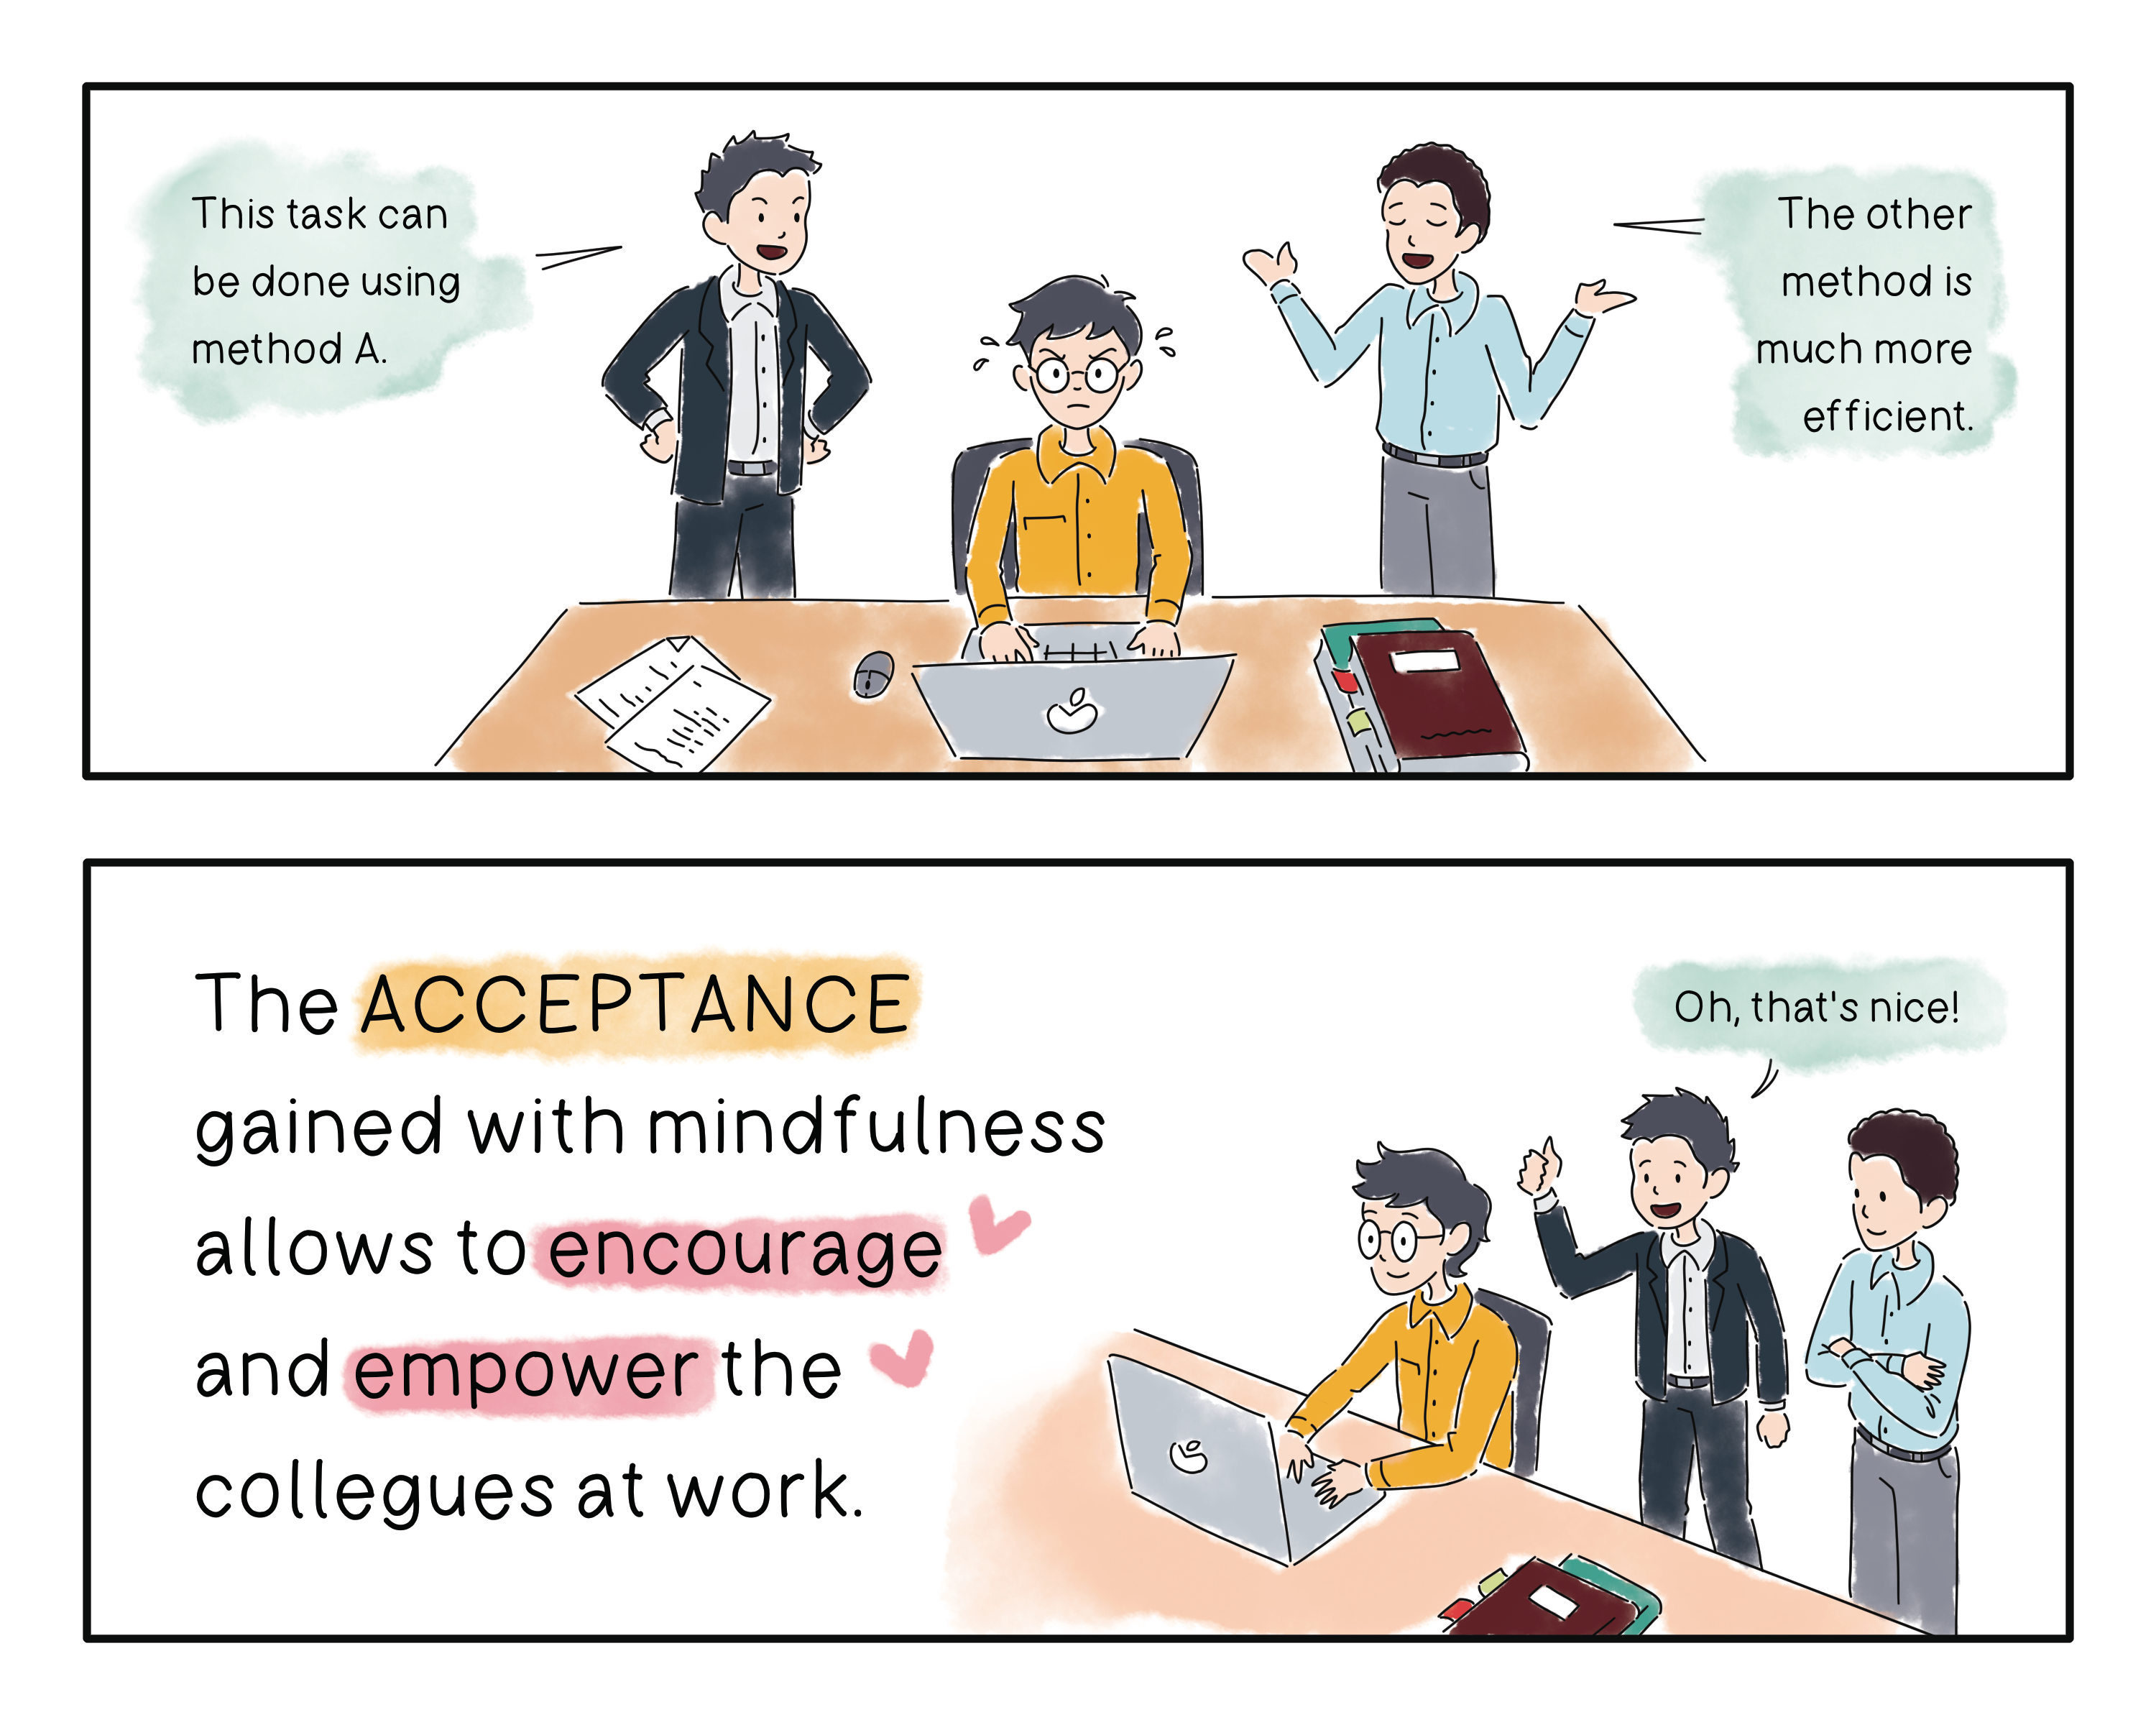 This task can
be done using
method A.
The other
method is
much more
efficient.
The ACCEPTANCE
gained with mindfulness
allows to encourage
and empower the
collegues at work.
Oh, that's nice!